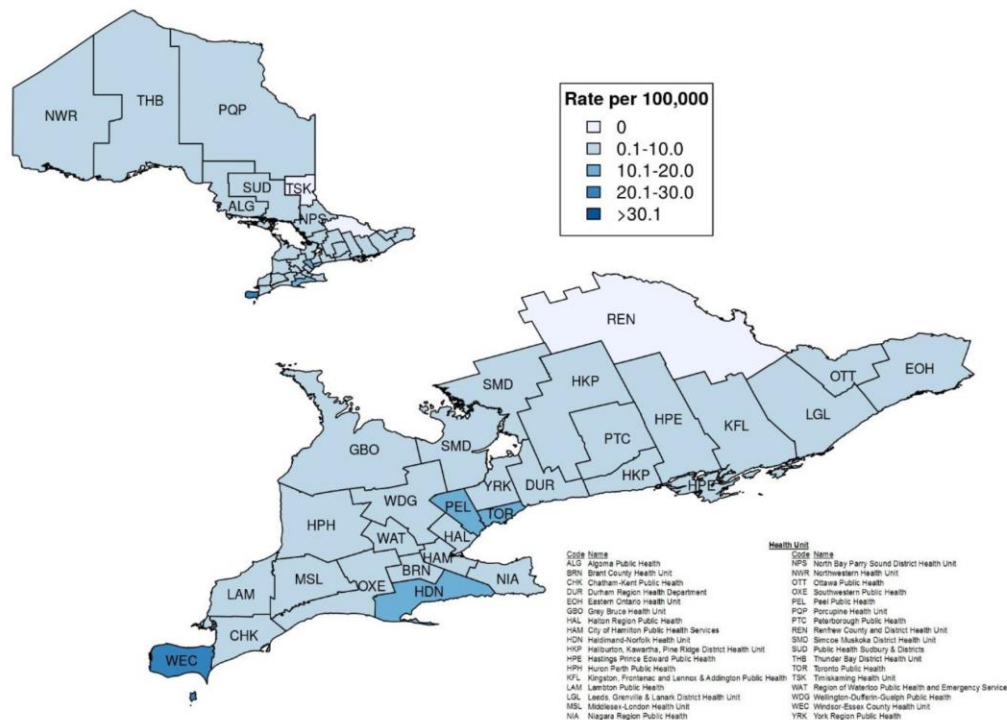 NWR
THB
PQP
SUD
TSK
ALG
NPS
Rate per 100,000
0
0.1-10.0
10.1-20.0
20.1-30.0
>30.1
REN
SMD
HKP
OTT
EOH
LGL
HPE
KFL
PTC
GBO
SMD
HKP
HPE
YRK
DUR
WDG
PEL
TOR
HPH
WAT
HAL
HAM
BRN
MSL
OXE
HDN
NIA
LAM
CHK
WEC
Health Unit
Code Name
ALG Algoma Public Health
BRN Brant County Health Unit
CHK Chatham-Kent Public Health
DUR Durham Region Health Department
EOH Eastern Ontario Health Unit
GBO Grey Bruce Health Unit
HAL Halton Region Public Health
HAM City of Hamilton Public Health Services
HDN Haldimand-Norfolk Health Unit
HKP Haliburton, Kawartha, Pine Ridge District Health Unit
HPE Hastings Prince Edward Public Health
HPH Huron Perth Public Health
KFL Kingston, Frontenac and Lennox & Addington Public Health
LAM Lambton Public Health
LGL Leeds, Grenville & Lanark District Health Unit
MSL Middlesex-London Health Unit
NIA Niagara Region Public Health
Code Name
NPS North Bay Parry Sound District Health Unit
NWR Northwestern Health Unit
OTT Ottawa Public Health
OXE Southwestern Public Health
PEL Peel Public Health
PQP Porcupine Health Unit
PTC Peterborough Public Health
REN Renfrew County and District Health Unit
SMD Simcoe Muskoka District Health Unit
SUD Public Health Sudbury & Districts
THB Thunder Bay District Health Unit
TOR Toronto Public Health
TSK Timiskaming Health Unit
WAT Region of Waterloo Public Health and Emergency Service
WDG Wellington-Dufferin-Guelph Public Health
WEC Windsor-Essex County Health Unit
YRK York Region Public Health